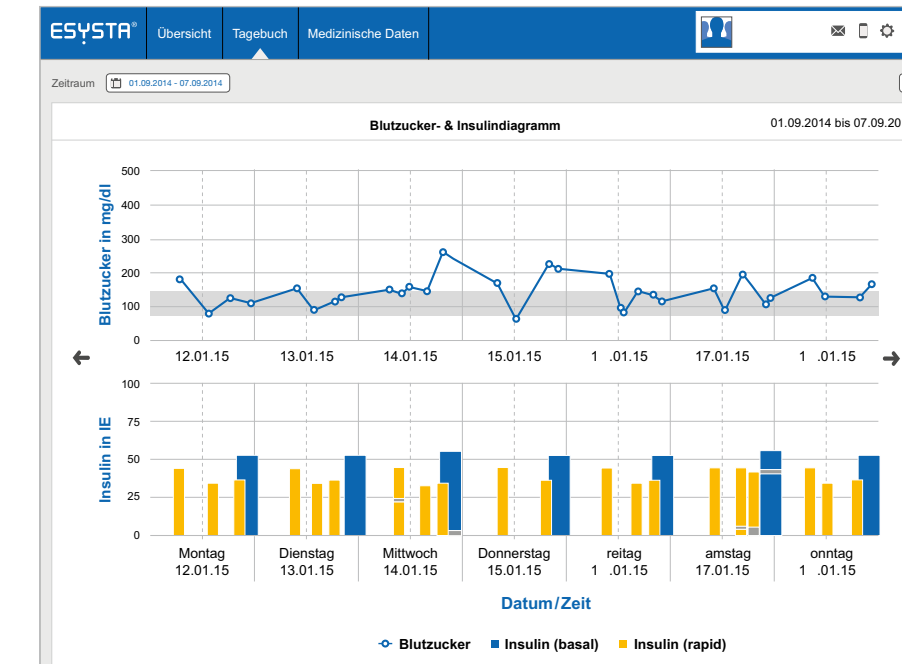 ESYSTA® Übersicht Tagebuch Medizinische Daten
Zeitraum 01.09.2014 - 07.09.2014
Blutzucker- & Insulindiagramm 01.09.2014 bis 07.09.20
Blutzucker in mg/dl
500
400
300
200
100
0
12.01.15 13.01.15 14.01.15 15.01.15 1 .01.15 17.01.15 1 .01.15
Insulin in IE
100
75
50
25
0
Montag Dienstag Mittwoch Donnerstag reitag amstag onntag
12.01.15 13.01.15 14.01.15 15.01.15 1 .01.15 17.01.15 1 .01.15
Datum/Zeit
Blutzucker Insulin (basal) Insulin (rapid)